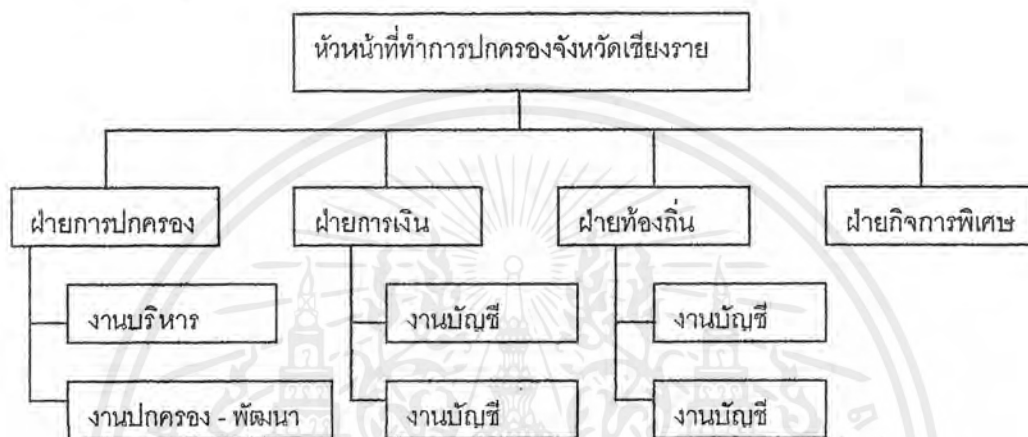 หัวหน้าที่ทำการปกครองจังหวัดเชียงราย
ฝ่ายการปกครอง ฝ่ายการเงิน ฝ่ายท้องถิ่น ฝ่ายกิจการพิเศษ
งานบริหาร งานบัญชี งานบัญชี
งานปกครอง - พัฒนา งานบัญชี งานบัญชี